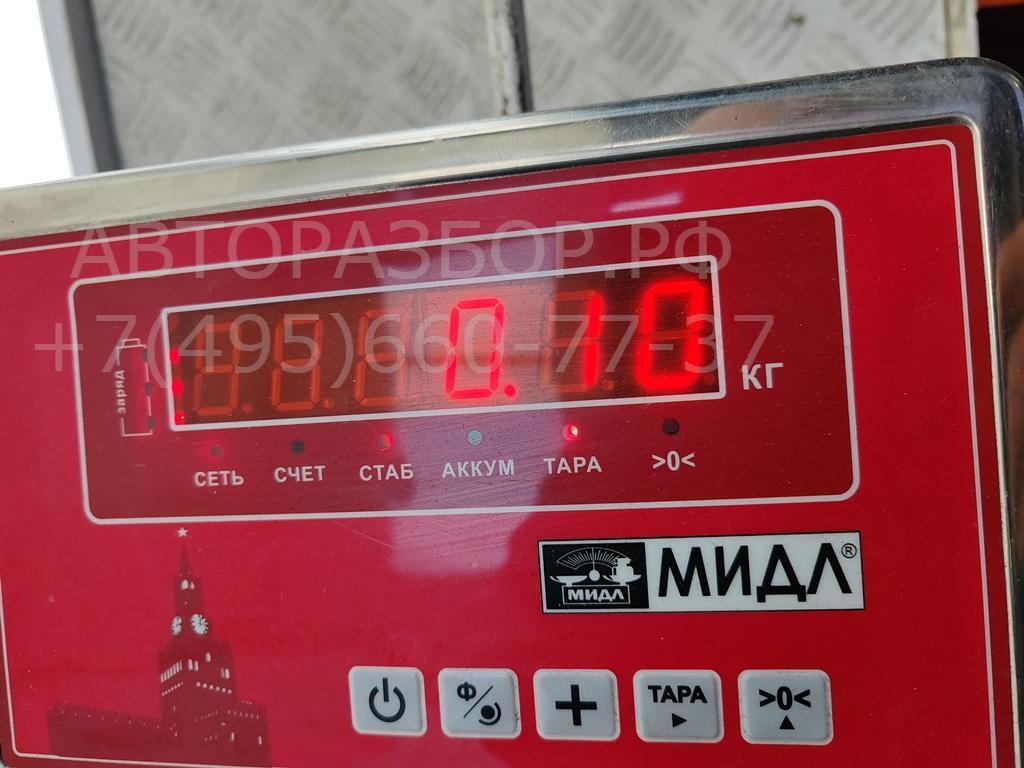 АВТОРАЗБОР.РФ
+7(495)660-77-37
0.10
КГ
заряд
СЕТЬ СЧЕТ СТАБ АККУМ ТАРА >0<
МИДЛ
МИДЛ®
Ф
+
ТАРА
>0<